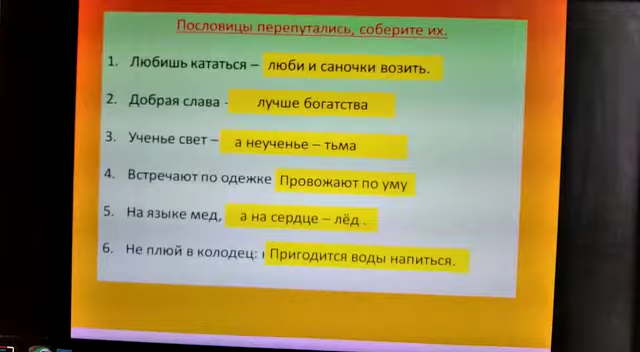 Пословицы перепутались, соберите их.
1. Любишь кататься – люби и саночки возить.
2. Добрая слава - лучше богатства
3. Ученье свет – а неученье – тьма
4. Встречают по одежке Провожают по уму
5. На языке мед, а на сердце – лёд .
6. Не плюй в колодец: Пригодится воды напиться.